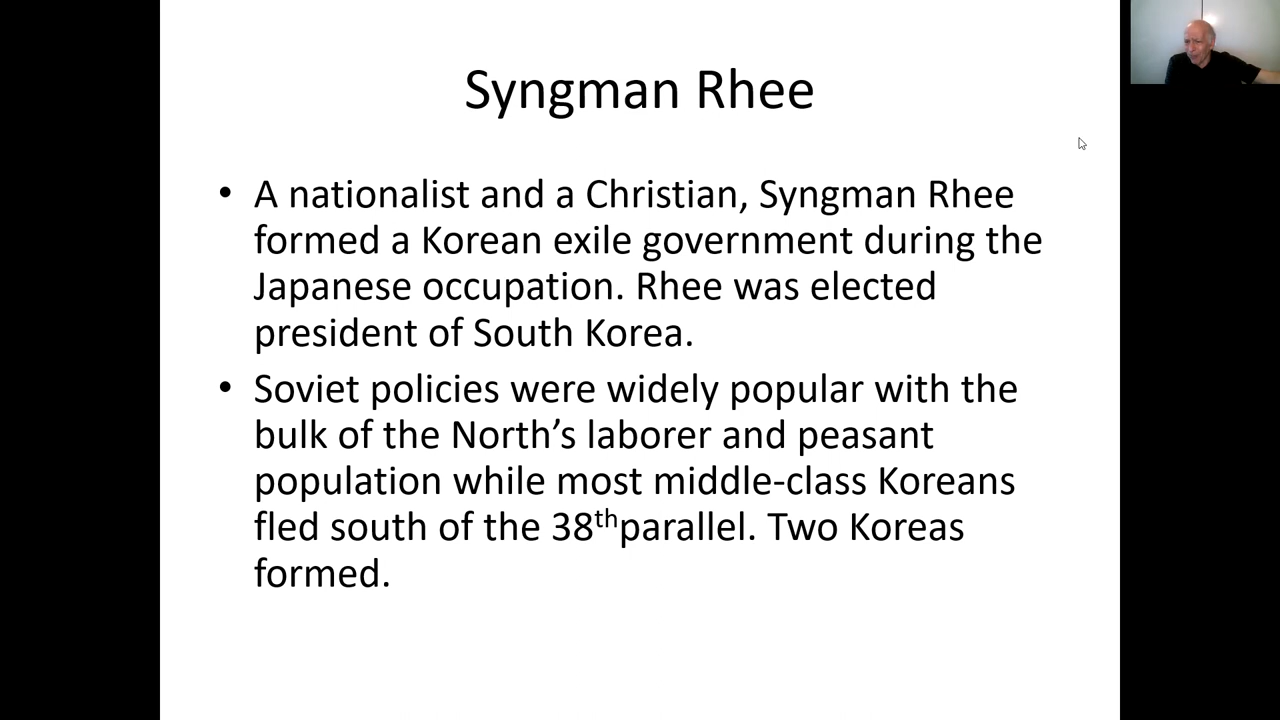 Syngman Rhee
• A nationalist and a Christian, Syngman Rhee
formed a Korean exile government during the
Japanese occupation. Rhee was elected
president of South Korea.
• Soviet policies were widely popular with the
bulk of the North’s laborer and peasant
population while most middle-class Koreans
fled south of the 38thparallel. Two Koreas
formed.